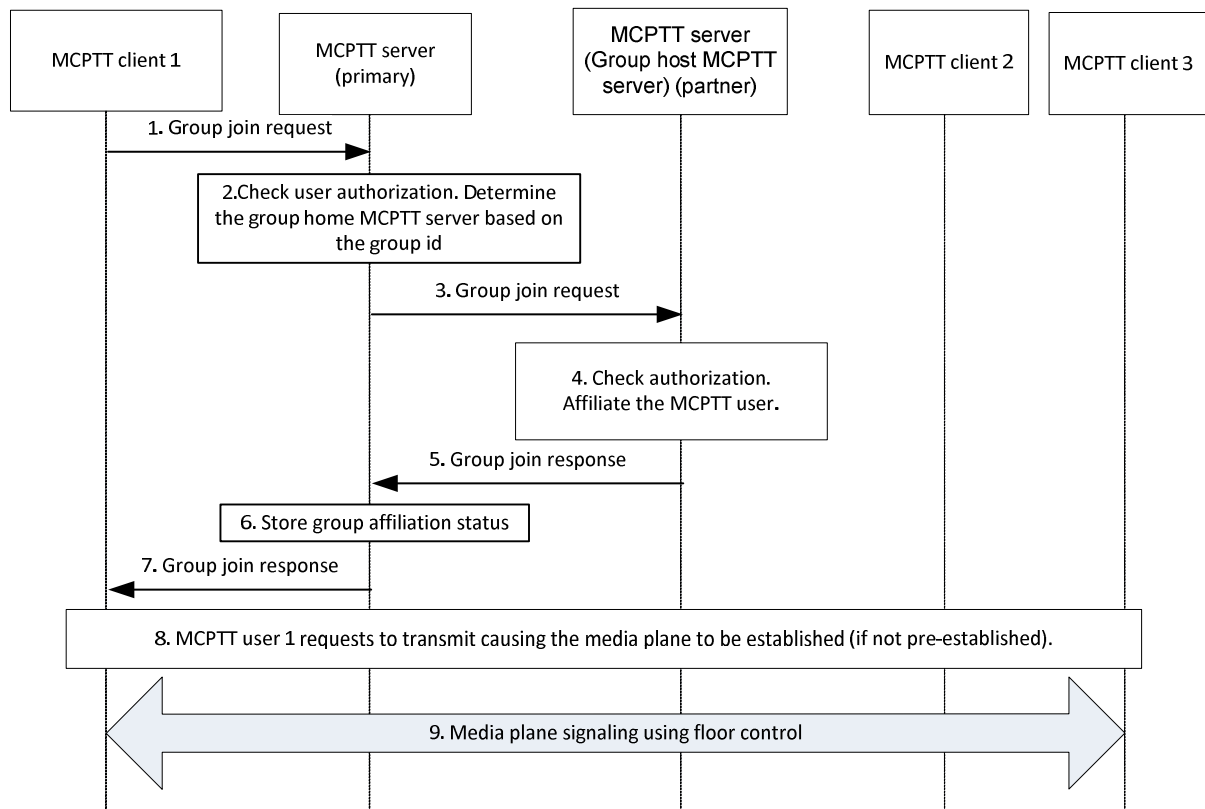 MCPTT client 1
MCPTT server
(primary)
MCPTT server
(Group host MCPTT
server) (partner)
MCPTT client 2
MCPTT client 3
1. Group join request
2.Check user authorization. Determine
the group home MCPTT server based on
the group id
3. Group join request
4. Check authorization.
Affiliate the MCPTT user.
5. Group join response
6. Store group affiliation status
7. Group join response
8. MCPTT user 1 requests to transmit causing the media plane to be established (if not pre-established).
9. Media plane signaling using floor control